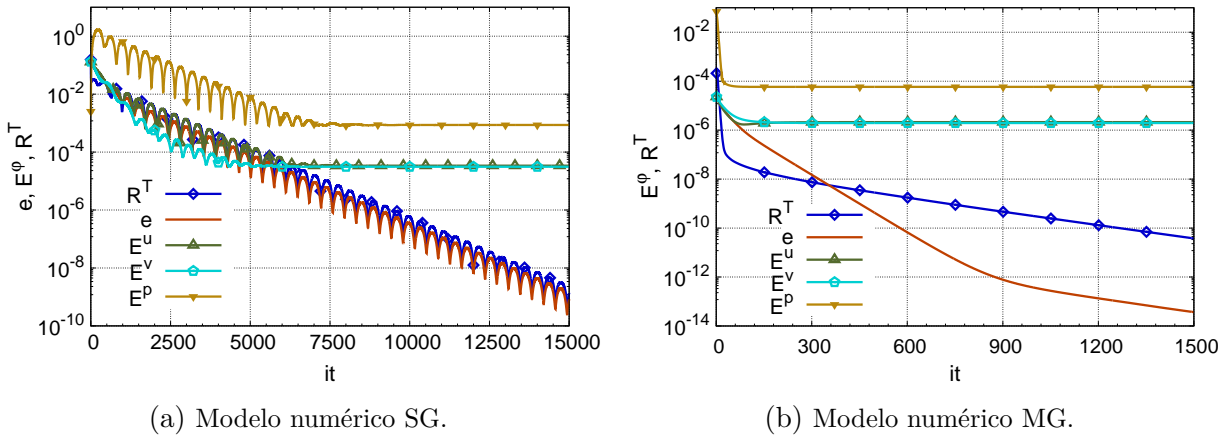 e, E^φ, R^T
10^0
10^-2
10^-4
10^-6
10^-8
10^-10
R^T
e
E^u
E^v
E^p
0 2500 5000 7500 10000 12500 15000
it
(a) Modelo numérico SG.
E^φ, R^T
10^-2
10^-4
10^-6
10^-8
10^-10
10^-12
10^-14
R^T
e
E^u
E^v
E^p
0 300 600 900 1200 1500
it
(b) Modelo numérico MG.